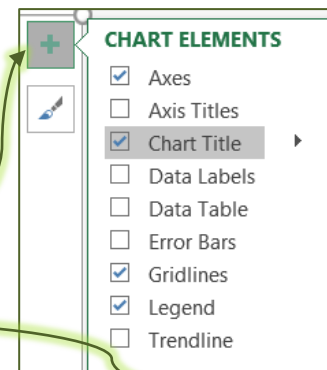 CHART ELEMENTS
Axes
Axis Titles
Chart Title
Data Labels
Data Table
Error Bars
Gridlines
Legend
Trendline